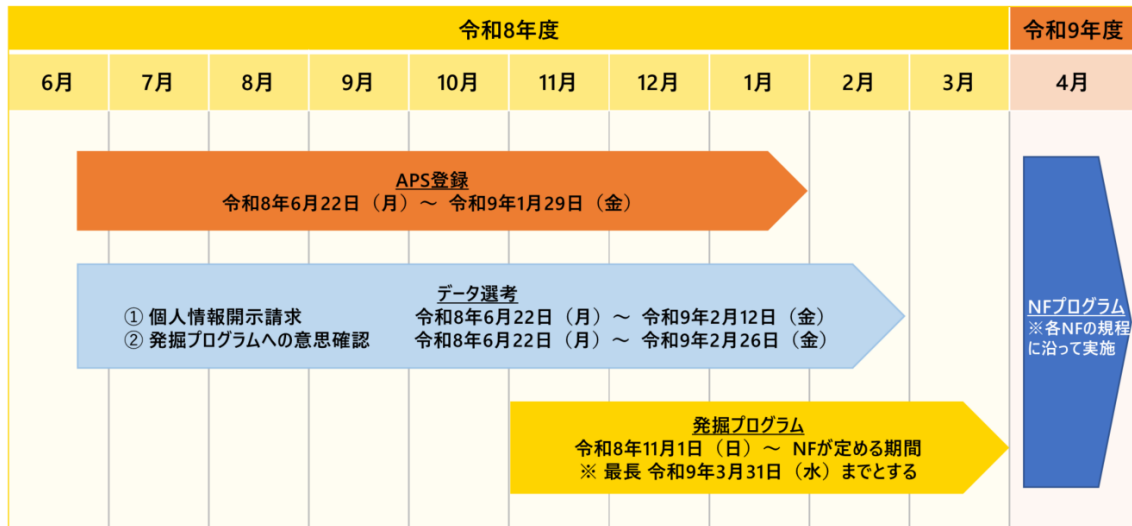 令和8年度
令和9年度
6月
7月
8月
9月
10月
11月
12月
1月
2月
3月
4月
APS登録
令和8年6月22日（月）～ 令和9年1月29日（金）
データ選考
① 個人情報開示請求 令和8年6月22日（月）～ 令和9年2月12日（金）
② 発掘プログラムへの意思確認 令和8年6月22日（月）～ 令和9年2月26日（金）
発掘プログラム
令和8年11月1日（日）～ NFが定める期間
※ 最長 令和9年3月31日（水）までとする
NFプログラム
※各NFの規程
に沿って実施